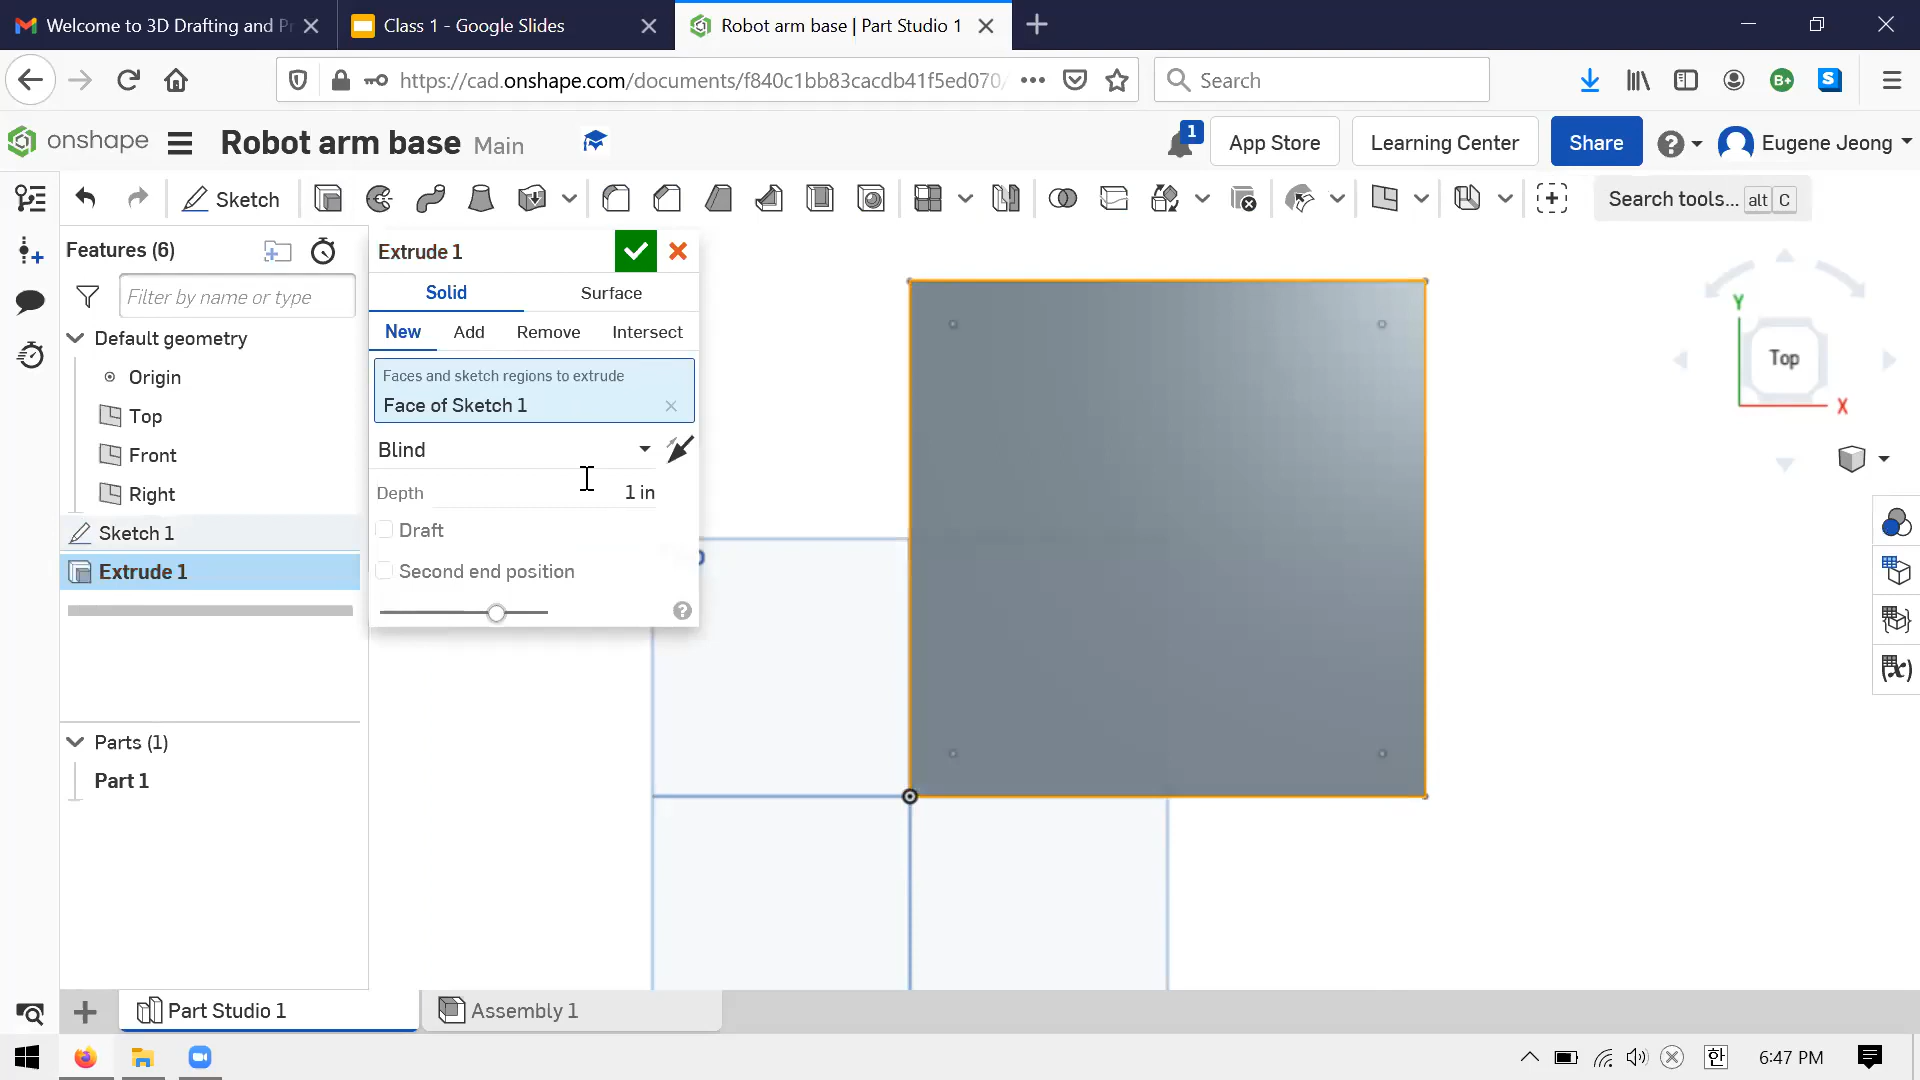 Welcome to 3D Drafting and Pr
Class 1 - Google Slides
Robot arm base | Part Studio 1
https://cad.onshape.com/documents/f840c1bb83cacdb41f5ed070/
Search
B+
S
onshape
Robot arm base Main
1
App Store
Learning Center
Share
Eugene Jeong
Sketch
Search tools... alt C
Features (6)
Filter by name or type
Default geometry
Origin
Top
Front
Right
Sketch 1
Extrude 1
Parts (1)
Part 1
Extrude 1
Solid
Surface
New
Add
Remove
Intersect
Faces and sketch regions to extrude
Face of Sketch 1
Blind
Depth
1 in
Draft
Second end position
Y
Top
X
(x)
Part Studio 1
Assembly 1
한
6:47 PM